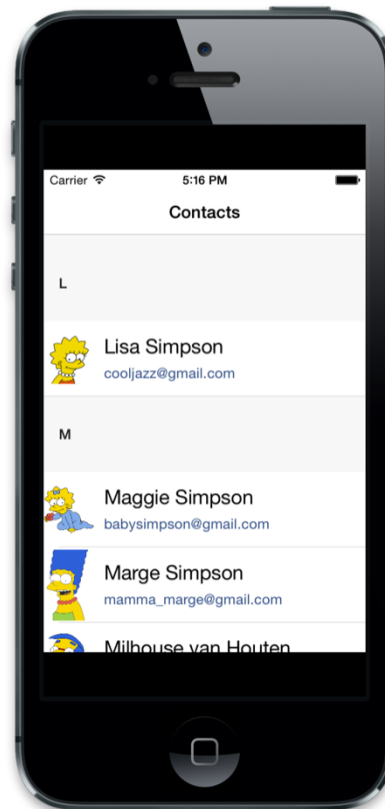 Carrier 5:16 PM
Contacts
L
Lisa Simpson
cooljazz@gmail.com
M
Maggie Simpson
babysimpson@gmail.com
Marge Simpson
mamma_marge@gmail.com
Milhouse van Houten